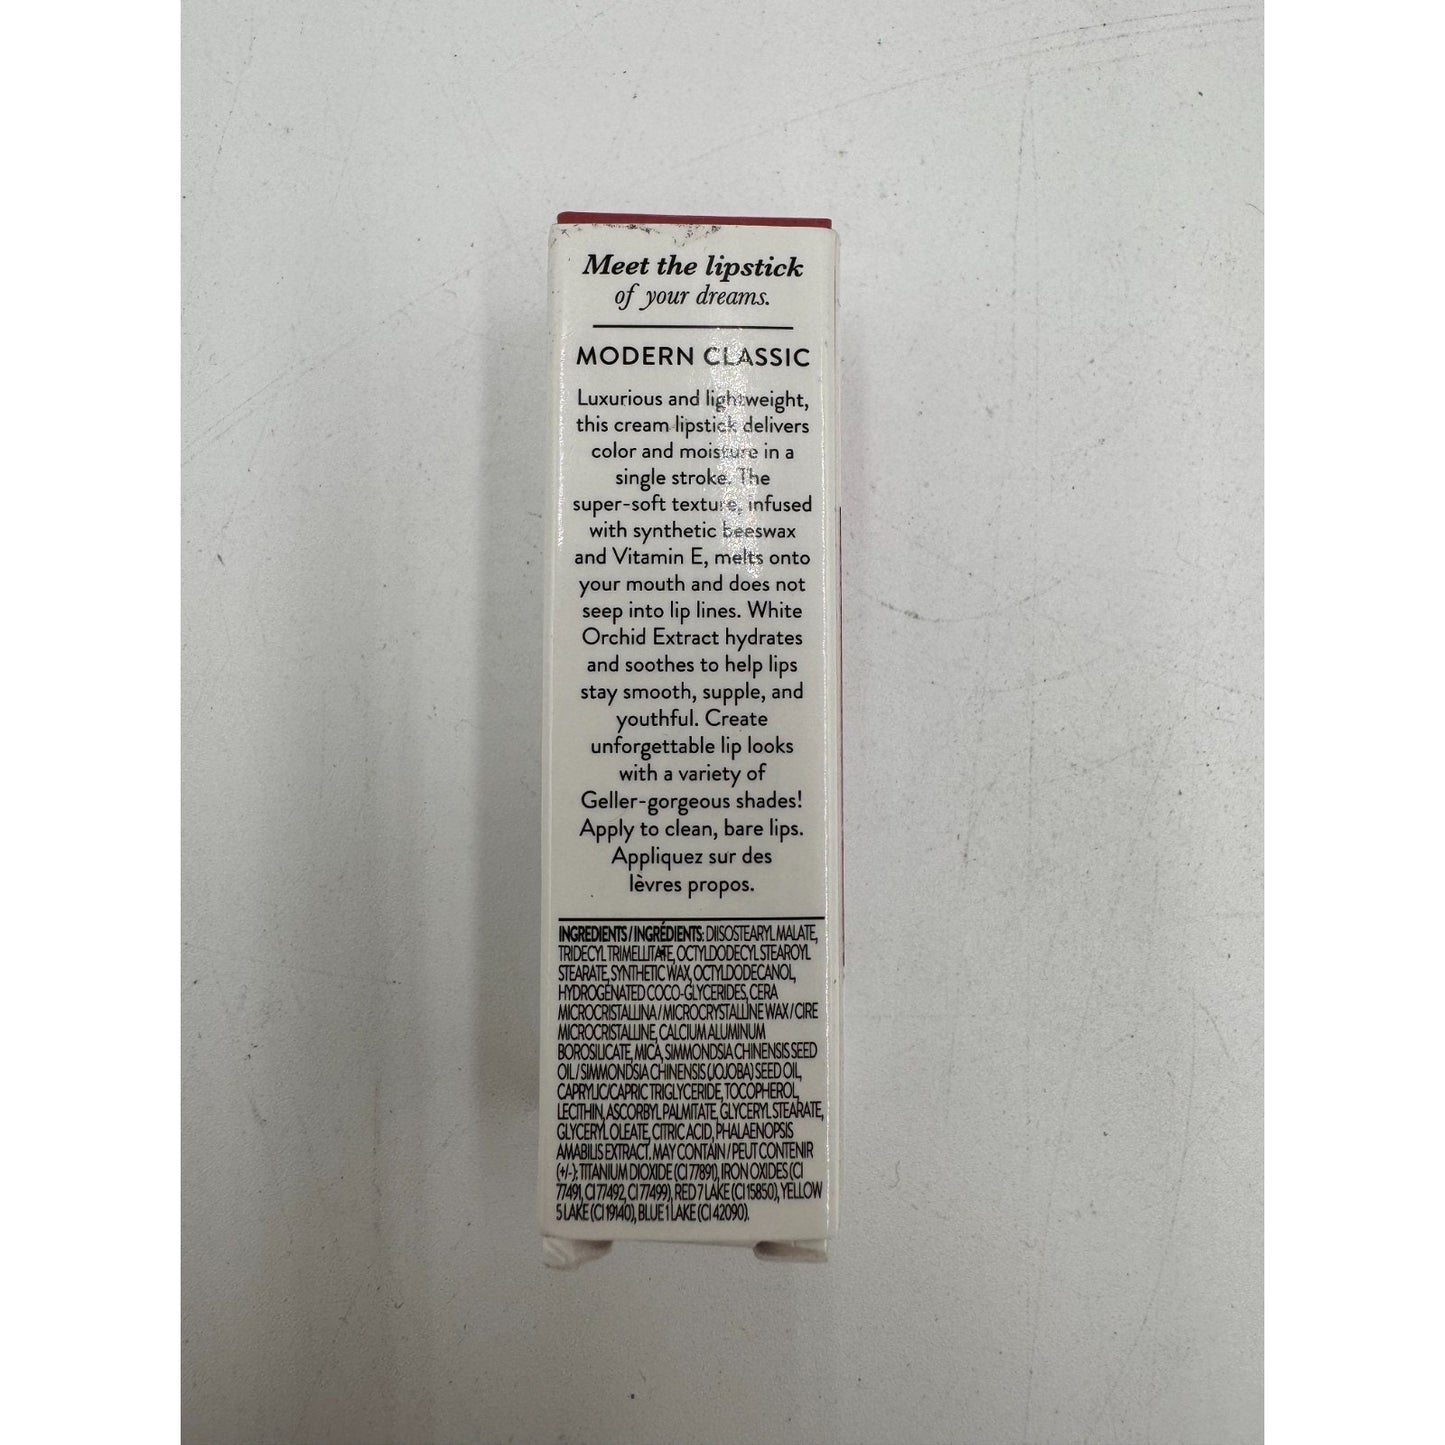 Meet the lipstick
of your dreams.
MODERN CLASSIC
Luxurious and lightweight,
this cream lipstick delivers
color and moisture in a
single stroke. The
super-soft texture, infused
with synthetic beeswax
and Vitamin E, melts onto
your mouth and does not
seep into lip lines. White
Orchid Extract hydrates
and soothes to help lips
stay smooth, supple, and
youthful. Create
unforgettable lip looks
with a variety of
Geller-gorgeous shades!
Apply to clean, bare lips.
Appliquez sur des
lèvres propos.
INGREDIENTS / INGRÉDIENTS: DIISOSTEARYL MALATE,
TRIDECYL TRIMELLITATE, OCTYLDODECYL STEAROYL
STEARATE, SYNTHETIC WAX, OCTYLDODECANOL,
HYDROGENATED COCO-GLYCERIDES, CERA
MICROCRISTALLINA / MICROCRYSTALLINE WAX / CIRE
MICROCRISTALLINE, CALCIUM ALUMINUM
BOROSILICATE, MICA, SIMMONDSIA CHINENSIS SEED
OIL / SIMMONDSIA CHINENSIS (JOJOBA) SEED OIL,
CAPRYLIC/CAPRIC TRIGLYCERIDE, TOCOPHEROL,
LECITHIN, ASCORBYL PALMITATE, GLYCERYL STEARATE,
GLYCERYL OLEATE, CITRIC ACID, PHALAENOPSIS
AMABILIS EXTRACT. MAY CONTAIN / PEUT CONTENIR
(+/-): TITANIUM DIOXIDE (CI 77891), IRON OXIDES (CI
77491, CI 77492, CI 77499), RED 7 LAKE (CI 15850), YELLOW
5 LAKE (CI 19140), BLUE 1 LAKE (CI 42090).